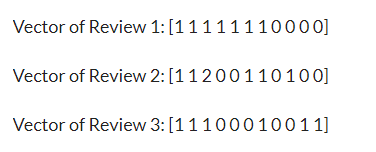 Vector of Review 1: [1 1 1 1 1 1 1 0 0 0 0]
Vector of Review 2: [1 1 2 0 0 1 1 0 1 0 0]
Vector of Review 3: [1 1 1 0 0 0 1 0 0 1 1]